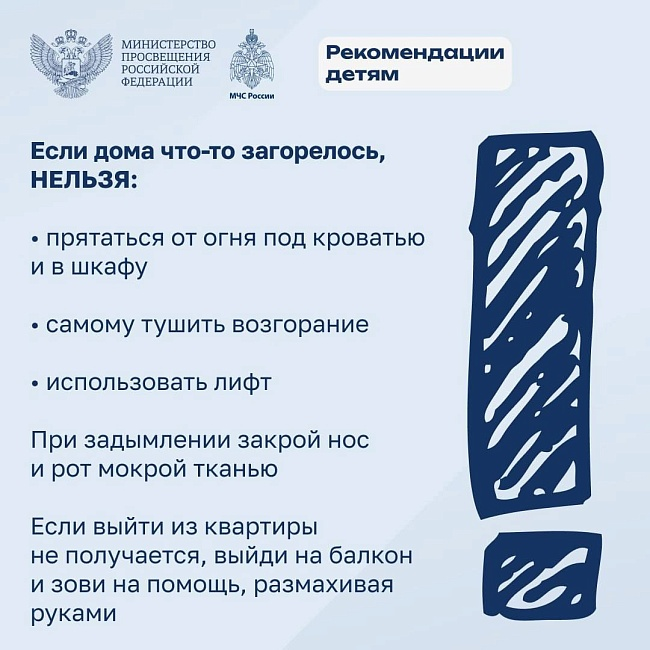 МИНИСТЕРСТВО
ПРОСВЕЩЕНИЯ
РОССИЙСКОЙ
ФЕДЕРАЦИИ
МЧС России
Рекомендации
детям
Если дома что-то загорелось,
НЕЛЬЗЯ:
• прятаться от огня под кроватью
и в шкафу
• самому тушить возгорание
• использовать лифт
При задымлении закрой нос
и рот мокрой тканью
Если выйти из квартиры
не получается, выйди на балкон
и зови на помощь, размахивая
руками